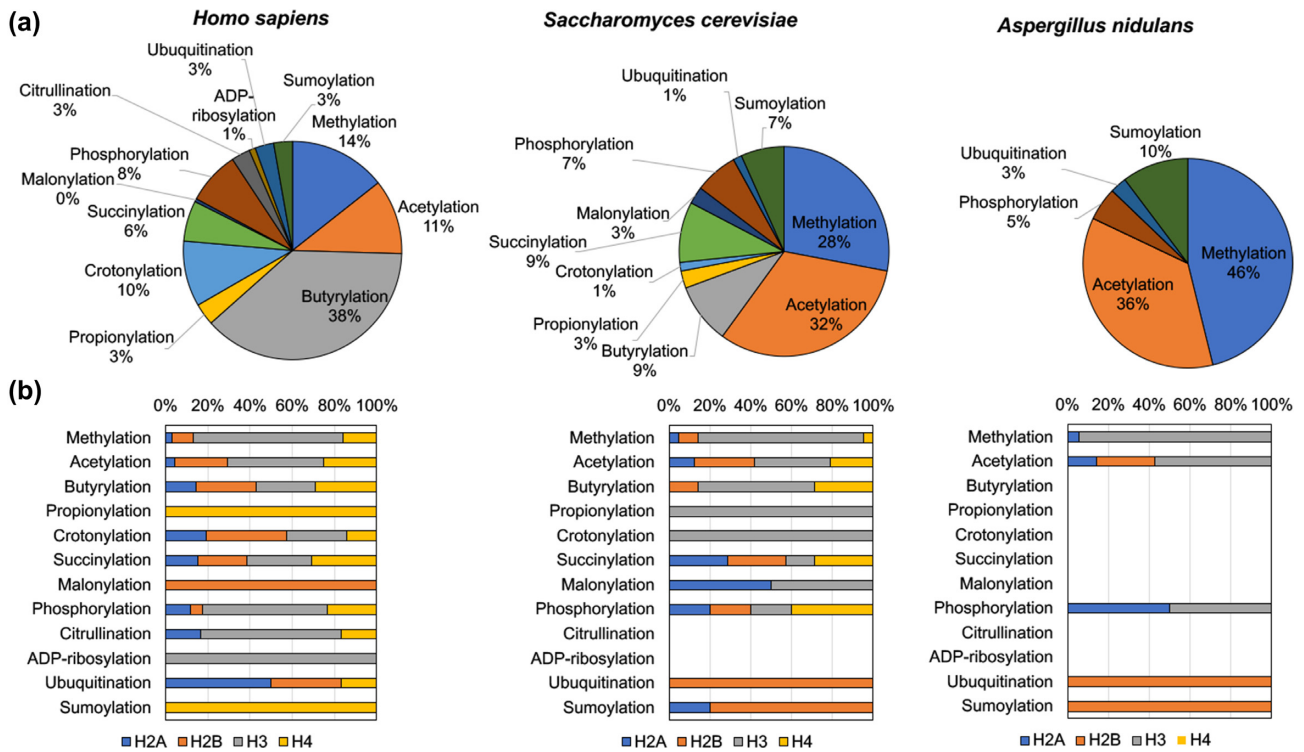 (a)
Homo sapiens
Ubuquitination
3%
Citrullination
3%
ADP-
ribosylation
1%
Sumoylation
3%
Methylation
14%
Phosphorylation
8%
Malonylation
0%
Acetylation
11%
Succinylation
6%
Crotonylation
10%
Butyrylation
38%
Propionylation
3%
Saccharomyces cerevisiae
Ubuquitination
1%
Sumoylation
7%
Phosphorylation
7%
Malonylation
3%
Methylation
28%
Succinylation
9%
Crotonylation
1%
Acetylation
32%
Propionylation
3%
Butyrylation
9%
Aspergillus nidulans
Sumoylation
10%
Ubuquitination
3%
Phosphorylation
5%
Methylation
46%
Acetylation
36%
(b)
0% 20% 40% 60% 80% 100%
Methylation
Acetylation
Butyrylation
Propionylation
Crotonylation
Succinylation
Malonylation
Phosphorylation
Citrullination
ADP-ribosylation
Ubuquitination
Sumoylation
H2A H2B H3 H4
0% 20% 40% 60% 80% 100%
Methylation
Acetylation
Butyrylation
Propionylation
Crotonylation
Succinylation
Malonylation
Phosphorylation
Citrullination
ADP-ribosylation
Ubuquitination
Sumoylation
H2A H2B H3 H4
0% 20% 40% 60% 80% 100%
Methylation
Acetylation
Butyrylation
Propionylation
Crotonylation
Succinylation
Malonylation
Phosphorylation
Citrullination
ADP-ribosylation
Ubuquitination
Sumoylation
H2A H2B H3 H4